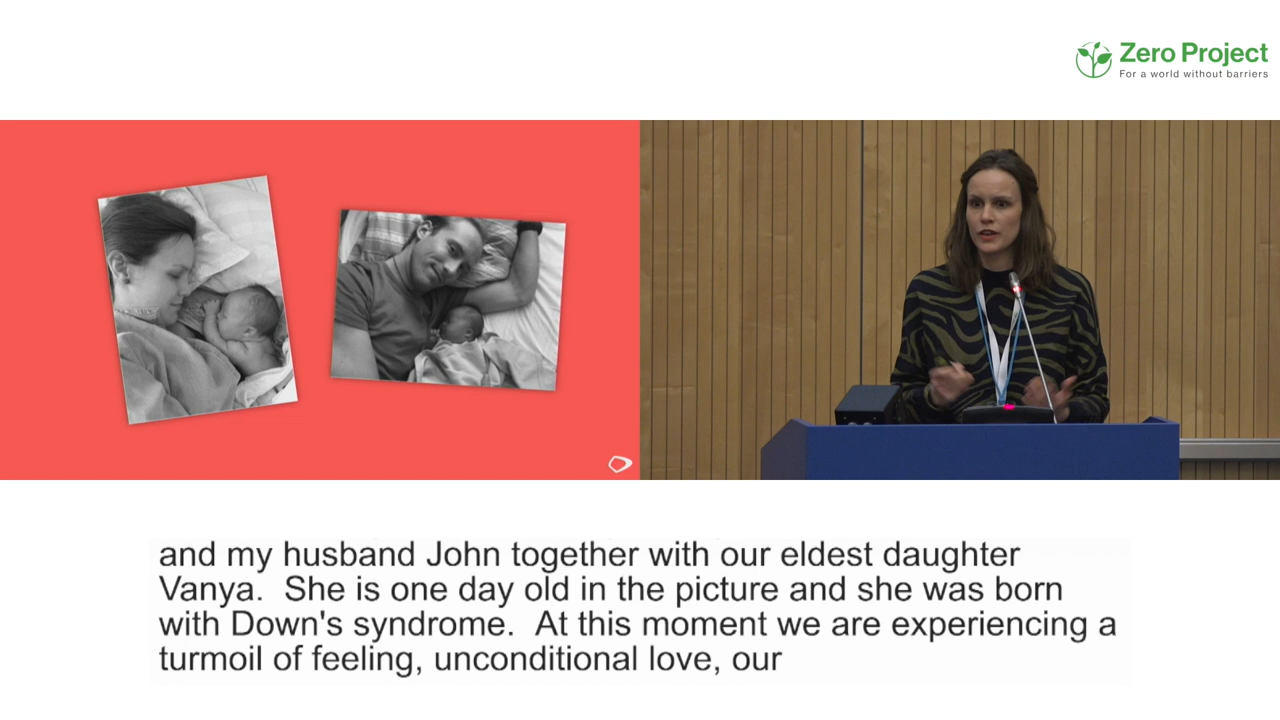 Zero Project
For a world without barriers
and my husband John together with our eldest daughter
Vanya.  She is one day old in the picture and she was born
with Down's syndrome.  At this moment we are experiencing a
turmoil of feeling, unconditional love, our